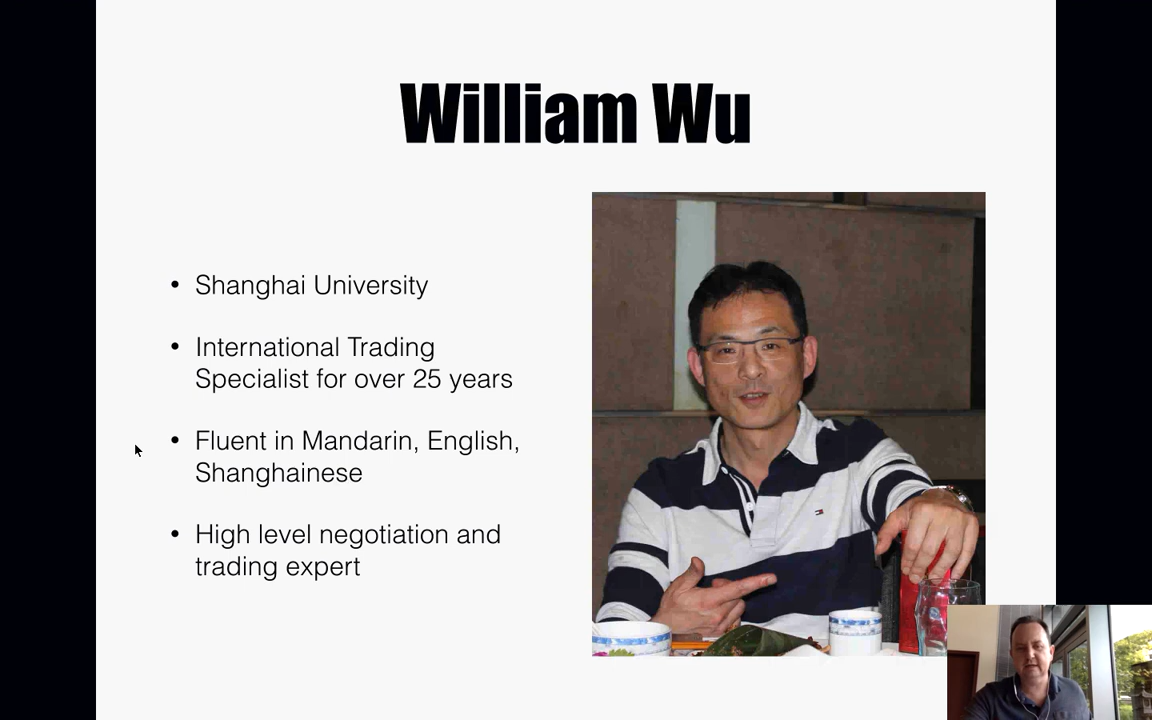 William Wu
• Shanghai University
• International Trading
Specialist for over 25 years
• Fluent in Mandarin, English,
Shanghainese
• High level negotiation and
trading expert